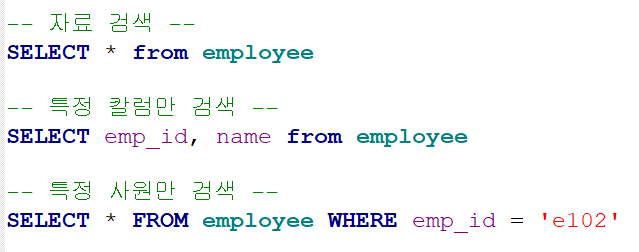 -- 자료 검색 --
SELECT * from employee
-- 특정 칼럼만 검색 --
SELECT emp_id, name from employee
-- 특정 사원만 검색 --
SELECT * FROM employee WHERE emp_id = 'e102'